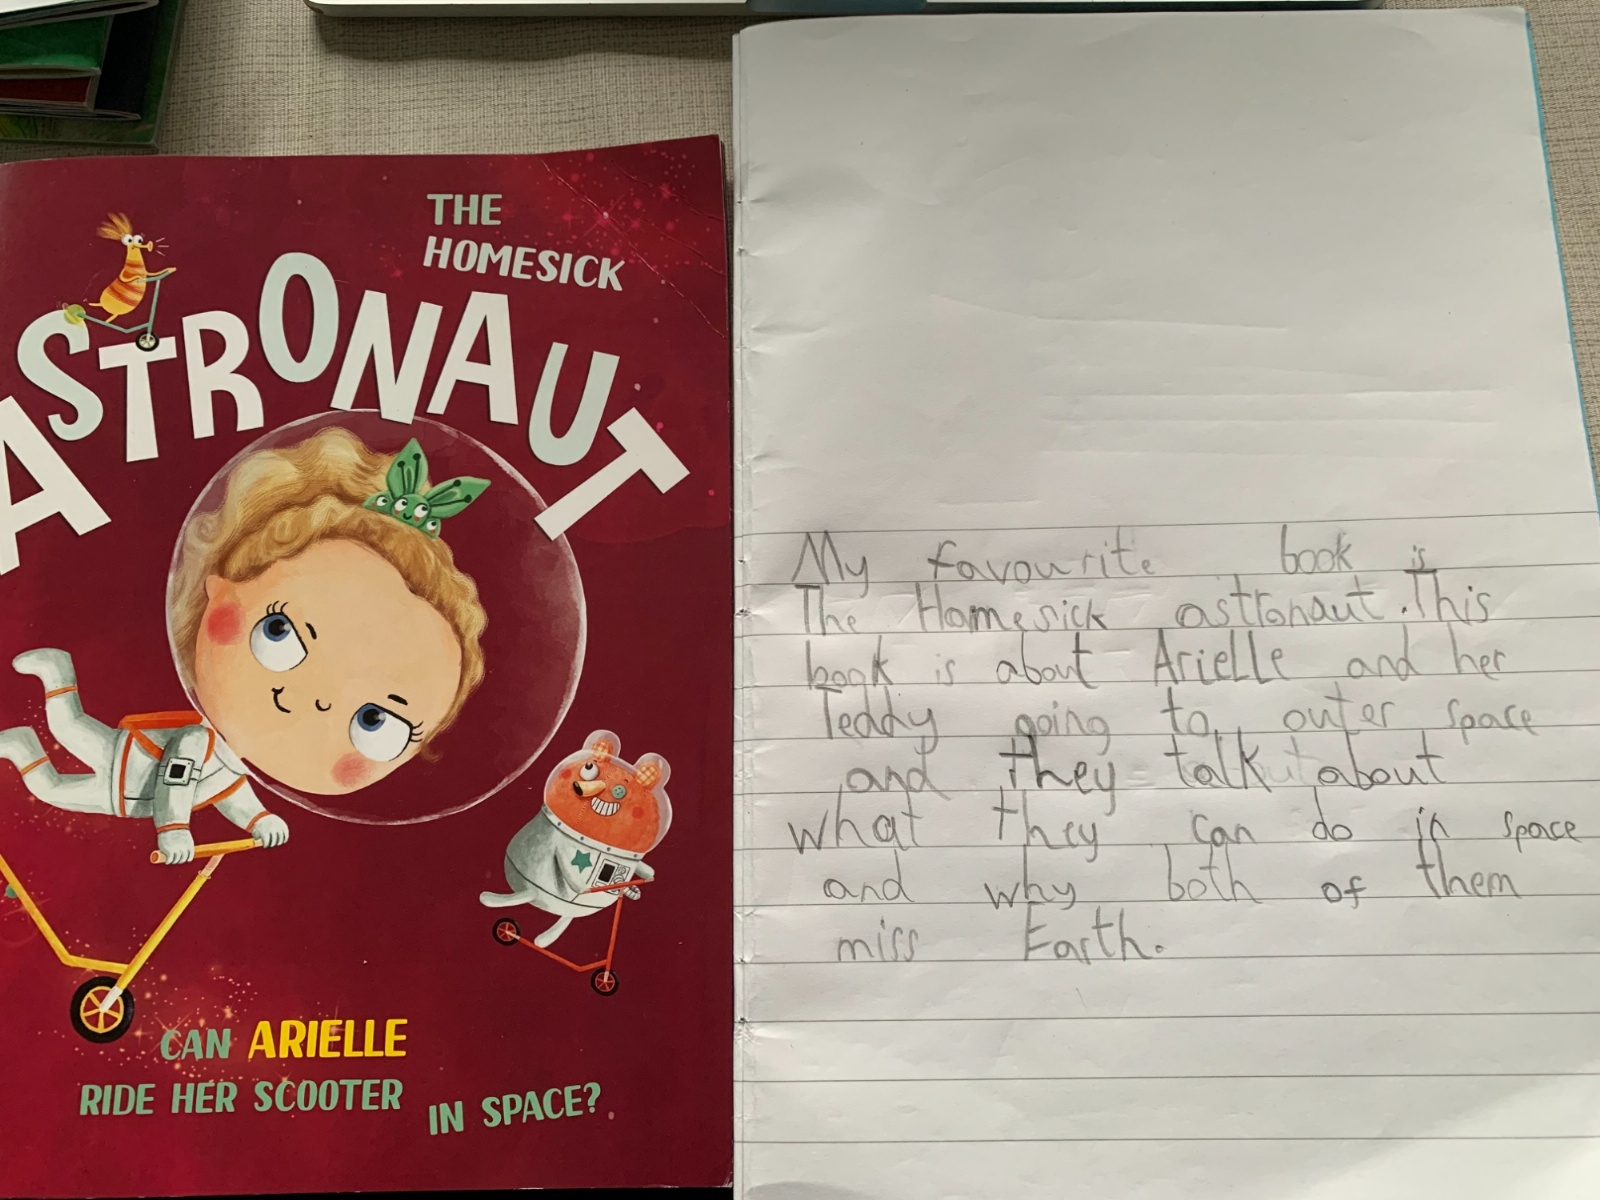 THE
HOMESICK
ASTRONAUT
CAN ARIELLE
RIDE HER SCOOTER
IN SPACE?
My favourite book is
The Homesick astronaut. This
book is about Arielle and her
Teddy going to outer space
and they talk about
what they can do in space
and why both of them
miss Earth.